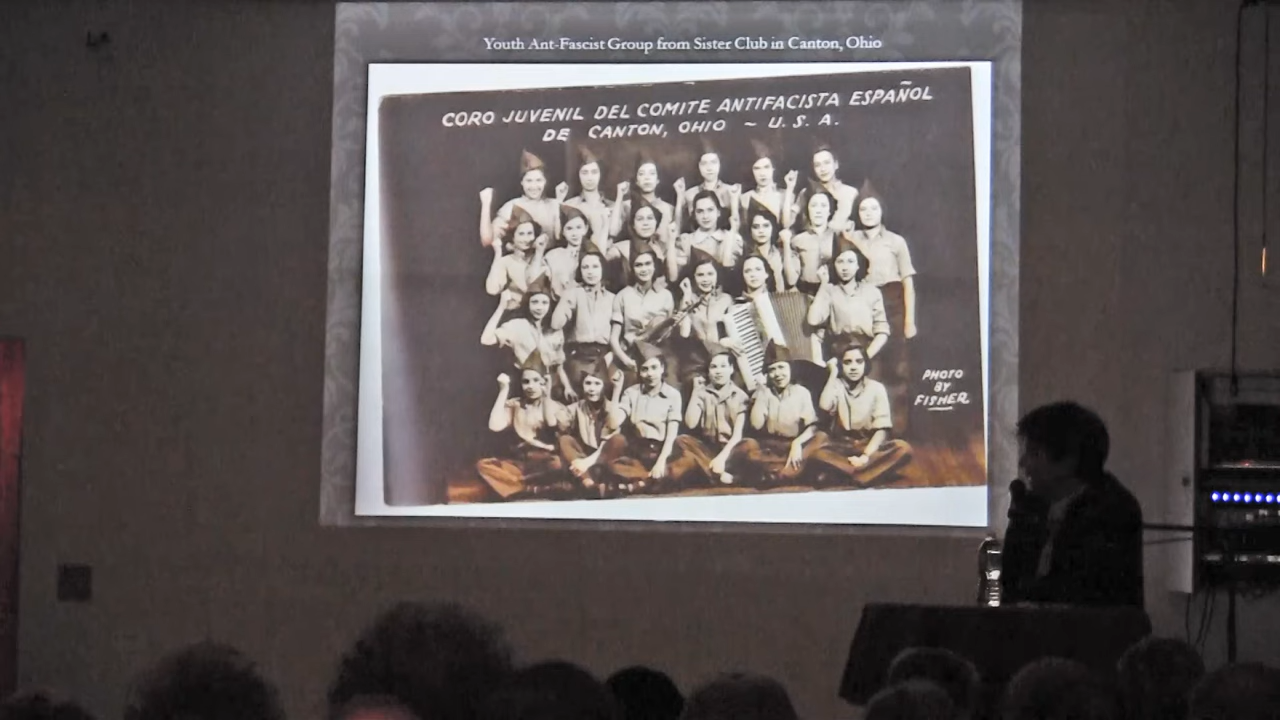 Youth Ant-Fascist Group from Sister Club in Canton, Ohio
CORO JUVENIL DEL COMITE ANTIFACISTA ESPAÑOL
DE CANTON, OHIO ~ U. S. A.
PHOTO
BY
FISHER